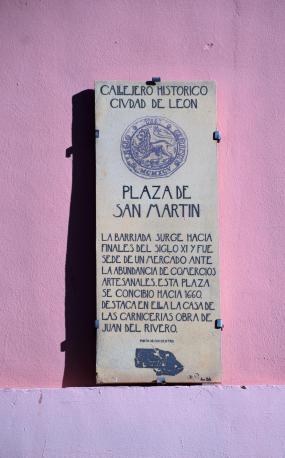 CALLEJERO HISTORICO
CIVDAD DE LEON
MCMXCV
PLAZA DE
SAN MARTIN
LA BARRIADA SURGE HACIA
FINALES DEL SIGLO XI Y FUE
SEDE DE UN MERCADO ANTE
LA ABUNDANCIA DE COMERCIOS
ARTESANALES. ESTA PLAZA
SE CONCIBIO HACIA 1660.
DESTACA EN ELLA LA CASA DE
LAS CARNICERIAS OBRA DE
JUAN DEL RIVERO.